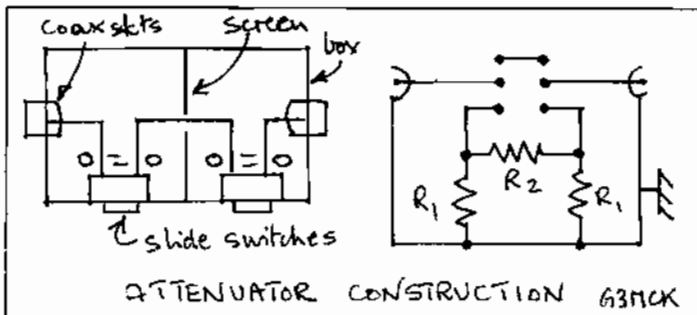 coax skts
screen
box
slide switches
R2
R1
R1
ATTENUATOR CONSTRUCTION G3MCK